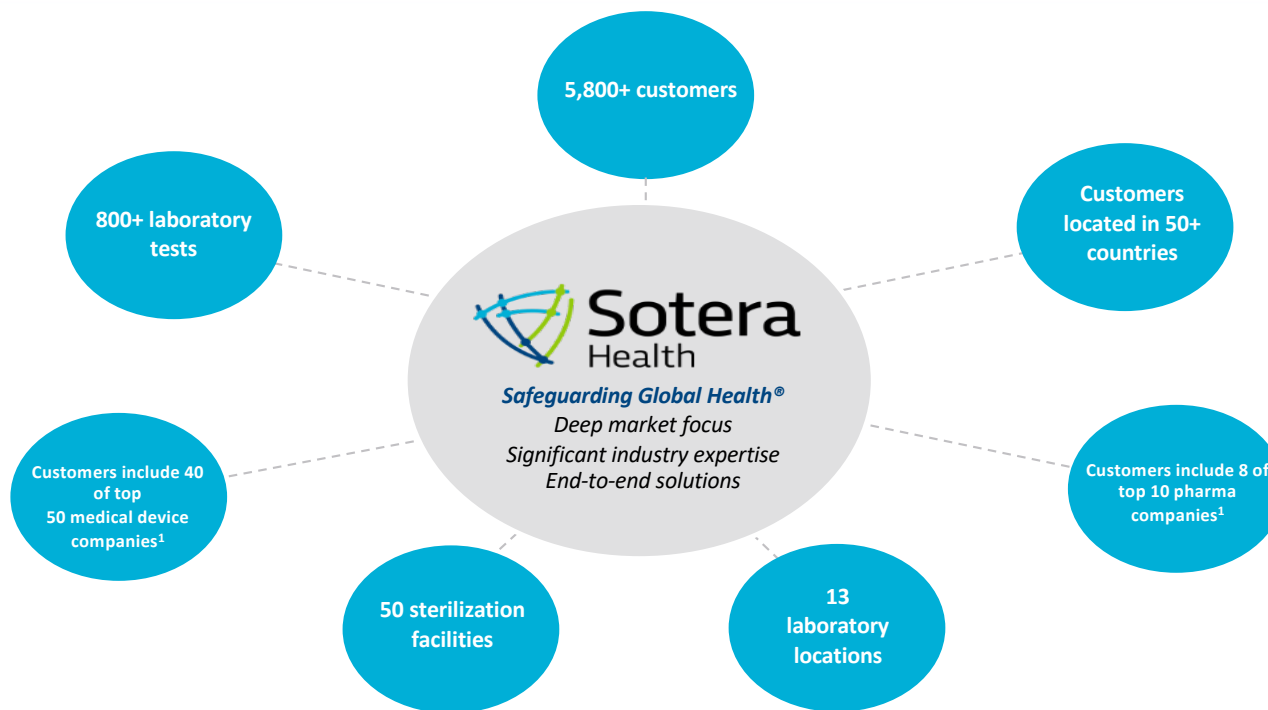 5,800+ customers
800+ laboratory
tests
Customers
located in 50+
countries
Sotera
Health
Safeguarding Global Health®
Deep market focus
Significant industry expertise
End-to-end solutions
Customers include 40
of top
50 medical device
companies¹
Customers include 8 of
top 10 pharma
companies¹
50 sterilization
facilities
13
laboratory
locations